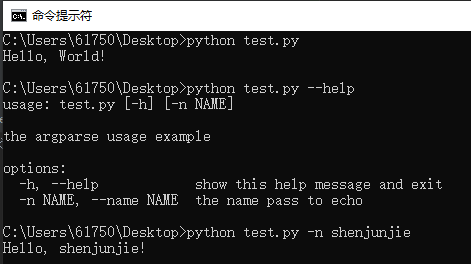 命令提示符
C:\Users\61750\Desktop>python test.py
Hello, World!
C:\Users\61750\Desktop>python test.py --help
usage: test.py [-h] [-n NAME]
the argparse usage example
options:
  -h, --help            show this help message and exit
  -n NAME, --name NAME  the name pass to echo
C:\Users\61750\Desktop>python test.py -n shenjunjie
Hello, shenjunjie!